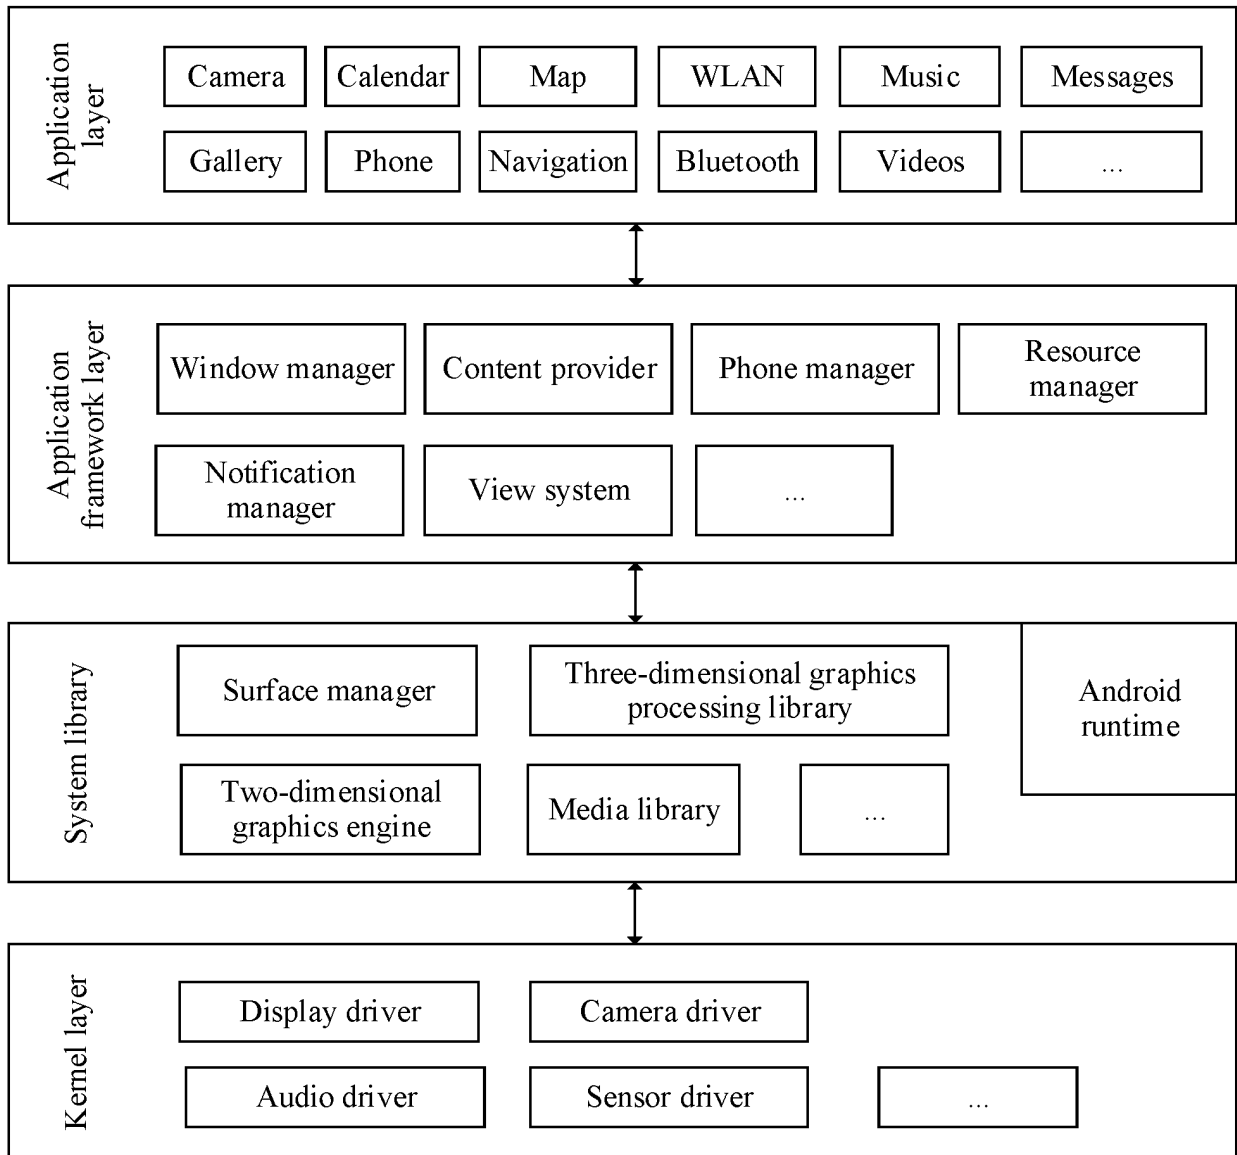 Application
layer
Camera
Calendar
Map
WLAN
Music
Messages
Gallery
Phone
Navigation
Bluetooth
Videos
...
Application
framework layer
Window manager
Content provider
Phone manager
Resource
manager
Notification
manager
View system
...
System library
Surface manager
Three-dimensional graphics
processing library
Android
runtime
Two-dimensional
graphics engine
Media library
...
Kernel layer
Display driver
Camera driver
Audio driver
Sensor driver
...